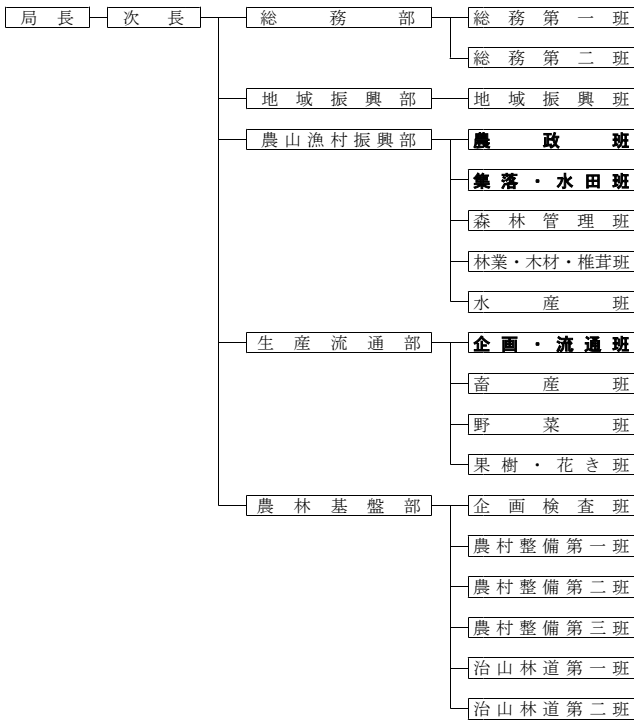 局長 次長 総務部 総務第一班
総務第二班
地域振興部 地域振興班
農山漁村振興部 農政班
集落・水田班
森林管理班
林業・木材・椎茸班
水産班
生産流通部 企画・流通班
畜産班
野菜班
果樹・花き班
農林基盤部 企画検査班
農村整備第一班
農村整備第二班
農村整備第三班
治山林道第一班
治山林道第二班